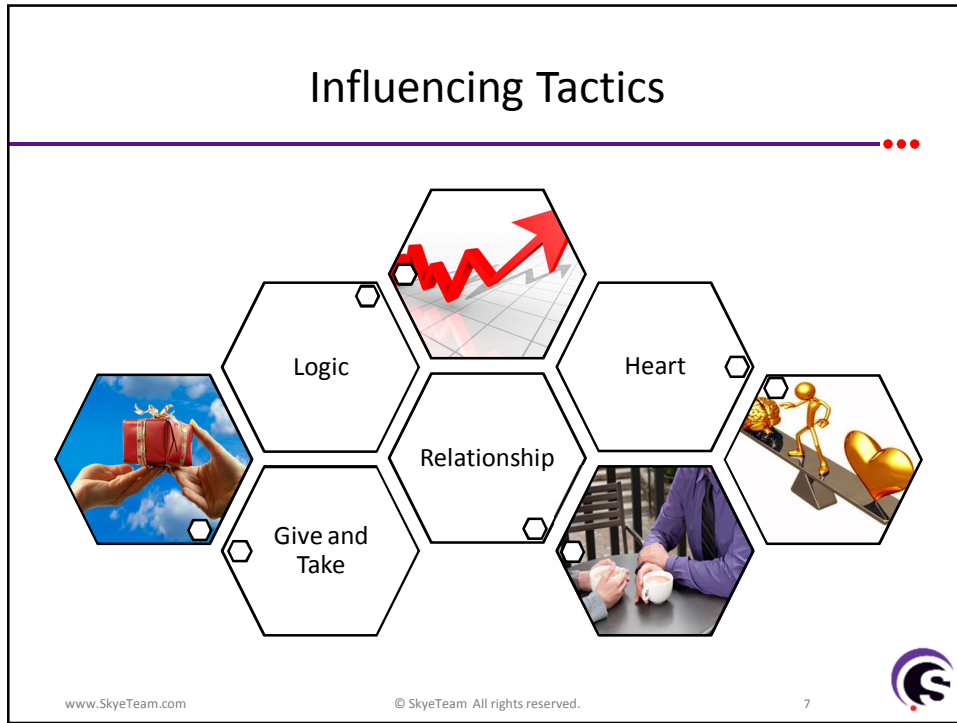 Influencing Tactics
Logic
Heart
Relationship
Give and
Take
www.SkyeTeam.com
© SkyeTeam All rights reserved.
7
S